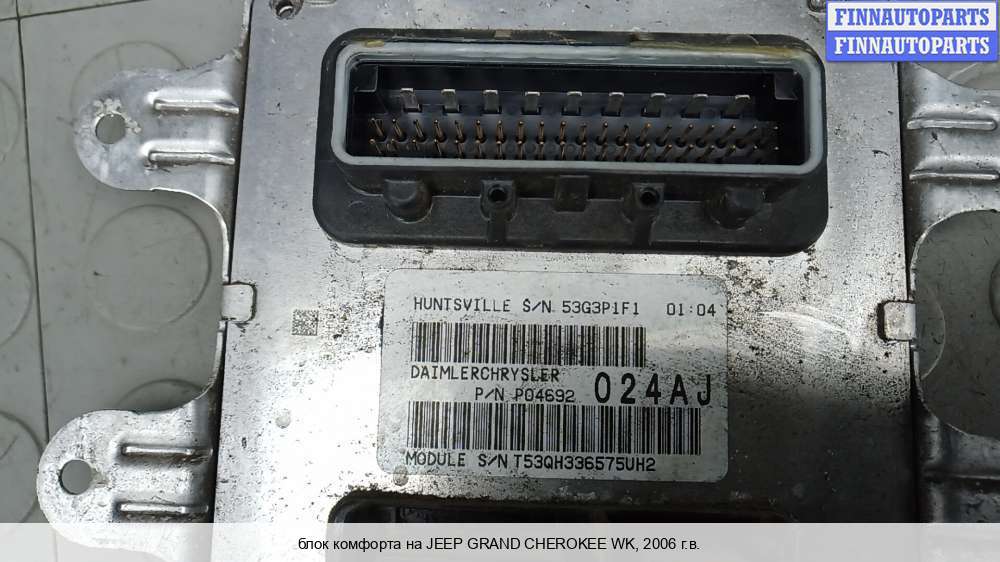 FINNAUTOPARTS
FINNAUTOPARTS
HUNTSVILLE S/N 53G3P1F1 01:04
DAIMLERCHRYSLER
P/N P04692 024AJ
MODULE S/N T53QH336575UH2
блок комфорта на JEEP GRAND CHEROKEE WK, 2006 г.в.